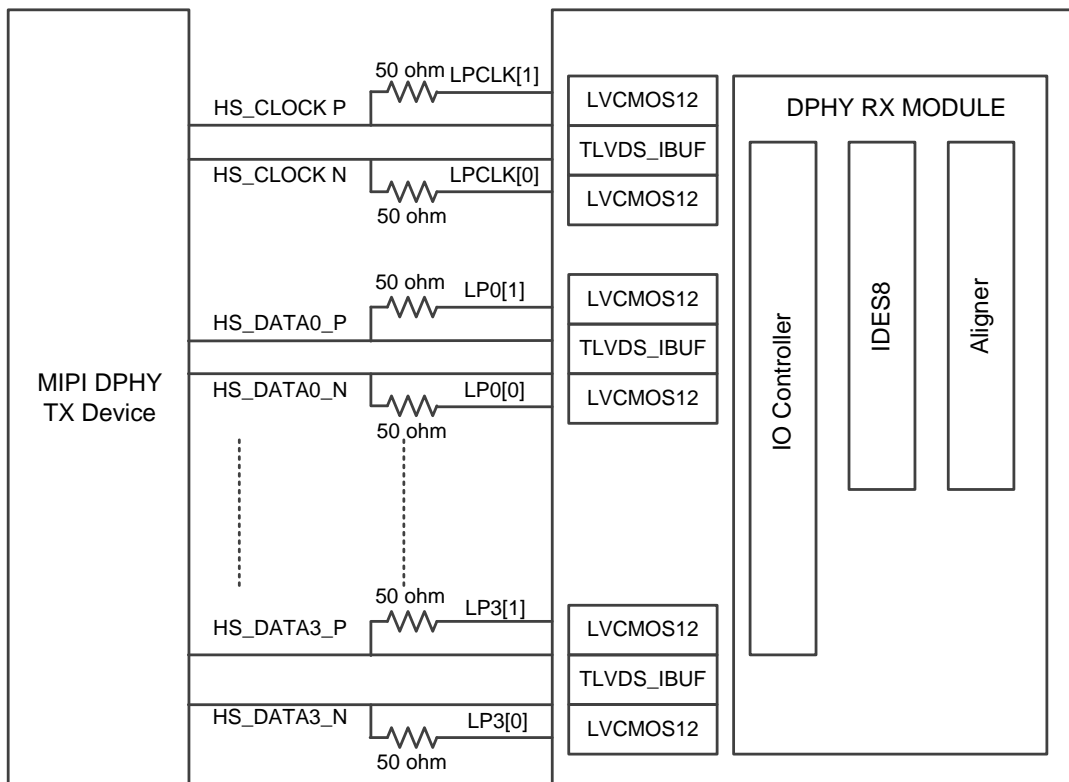 MIPI DPHY
TX Device
50 ohm
LPCLK[1]
HS_CLOCK P
HS_CLOCK N
LPCLK[0]
50 ohm
50 ohm
LP0[1]
HS_DATA0_P
HS_DATA0_N
LP0[0]
50 ohm
50 ohm
LP3[1]
HS_DATA3_P
HS_DATA3_N
LP3[0]
50 ohm
LVCMOS12
TLVDS_IBUF
LVCMOS12
LVCMOS12
TLVDS_IBUF
LVCMOS12
LVCMOS12
TLVDS_IBUF
LVCMOS12
DPHY RX MODULE
IO Controller
IDES8
Aligner